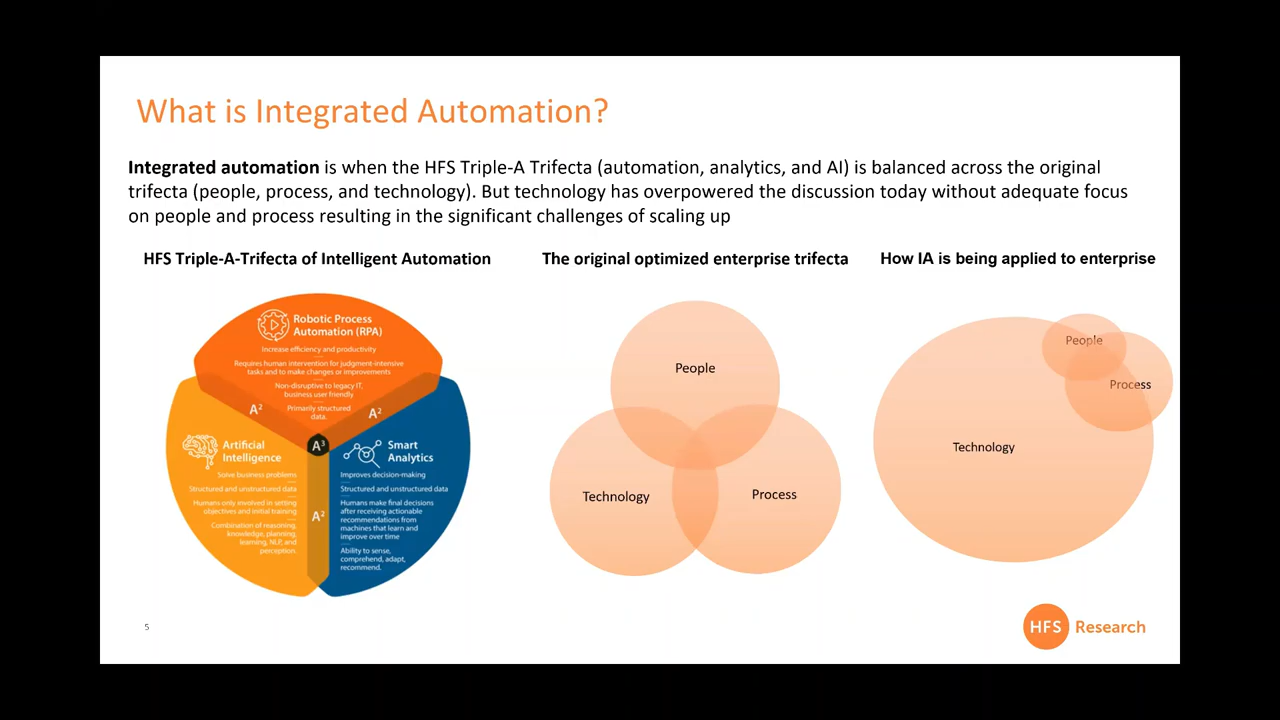 What is Integrated Automation?
Integrated automation is when the HFS Triple-A Trifecta (automation, analytics, and AI) is balanced across the original
trifecta (people, process, and technology). But technology has overpowered the discussion today without adequate focus
on people and process resulting in the significant challenges of scaling up
HFS Triple-A-Trifecta of Intelligent Automation
Robotic Process
Automation (RPA)
Increase efficiency and productivity
Requires human intervention for judgment-intensive
tasks and to make changes or improvements
Non-disruptive to legacy IT,
business user friendly
Primarily structured
data.
A²
A²
A³
Artificial
Intelligence
Solve business problems
Structured and unstructured data
Humans only involved in setting
objectives and initial training
Combination of reasoning,
knowledge, planning,
learning, NLP, and
perception.
A²
Smart
Analytics
Improves decision-making
Structured and unstructured data
Humans make final decisions
after receiving actionable
recommendations from
machines that learn and
improve over time
Ability to sense,
comprehend, adapt,
recommend.
The original optimized enterprise trifecta
People
Technology
Process
How IA is being applied to enterprise
People
Process
Technology
5
HFS Research